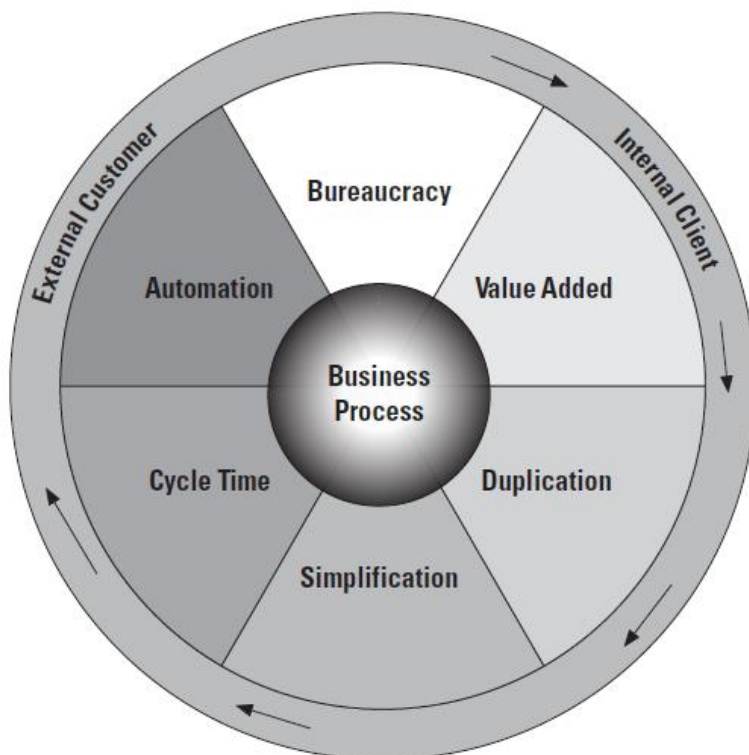 External Customer
Internal Client
Bureaucracy
Value Added
Duplication
Simplification
Cycle Time
Automation
Business
Process